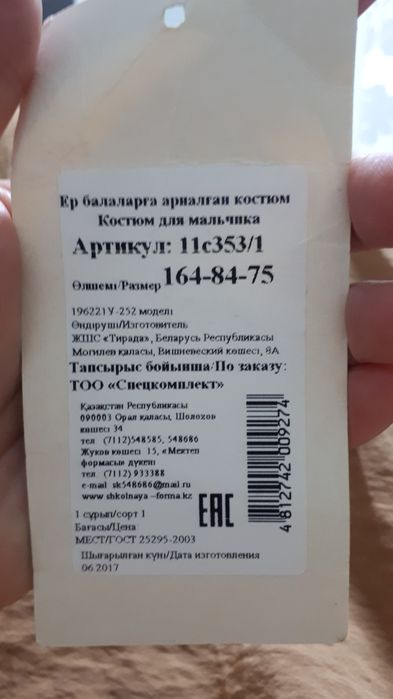 Ер балаларға арналған костюм
Костюм для мальчика
Артикул: 11с353/1
Өлшемі/Размер 164-84-75
196221У-252 моделі
Өндіруші/Изготовитель
ЖШС «Тирада», Беларусь Республикасы
Могилев қаласы, Вишневский көшесі, 8А
Тапсырыс бойынша/По заказу:
ТОО «Спецкомплект»
Қазақстан Республикасы
090003 Орал қаласы, Шолохов
көшесі 34
тел (7112)548585, 548686
Жуков көшесі 15, «Мектеп
формасы» дүкені
тел (7112) 933388
e-mail sk548686@mail.ru
www shkolnaya –forma.kz
1 сұрып/сорт 1
Бағасы/Цена
МЕСТ/ГОСТ 25295-2003
Шығарылған күні/Дата изготовления
06.2017
ЕАС
4 812742 009274